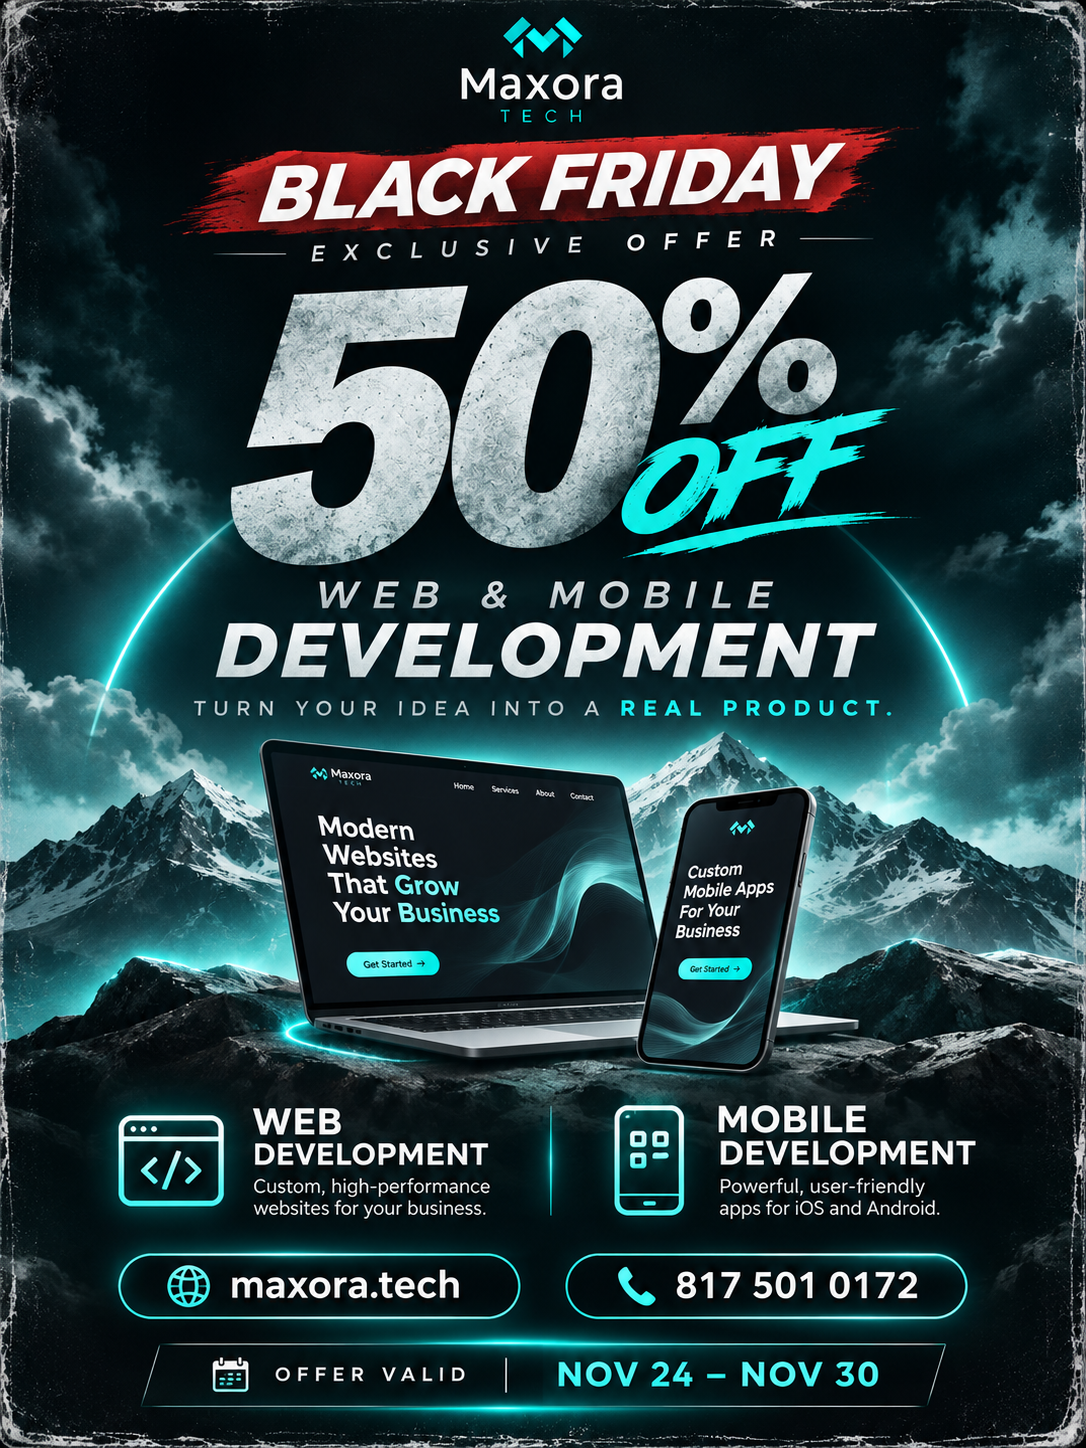 Maxora
TECH
BLACK FRIDAY
EXCLUSIVE OFFER
50%
OFF
WEB & MOBILE
DEVELOPMENT
TURN YOUR IDEA INTO A REAL PRODUCT.
Maxora
TECH
Home Services About Contact
Modern
Websites
That Grow
Your Business
Get Started →
Custom
Mobile Apps
For Your
Business
Get Started →
WEB
DEVELOPMENT
Custom, high-performance
websites for your business.
MOBILE
DEVELOPMENT
Powerful, user-friendly
apps for iOS and Android.
maxora.tech
817 501 0172
OFFER VALID
NOV 24 – NOV 30